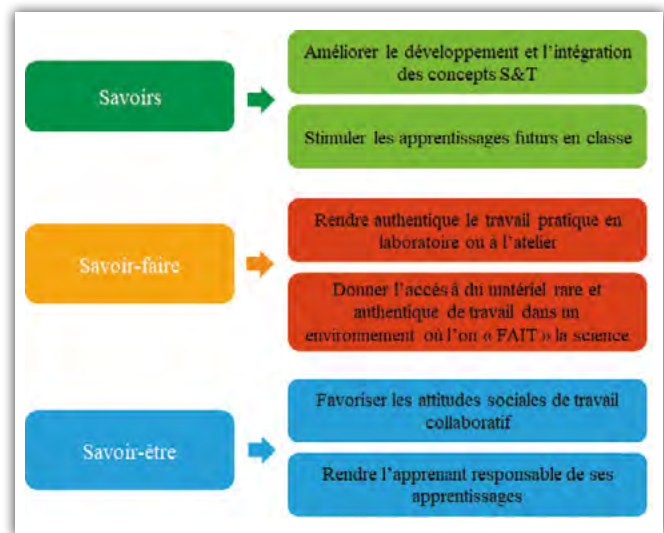 Savoirs
Améliorer le développement et l'intégration
des concepts S&T
Stimuler les apprentissages futurs en classe
Savoir-faire
Rendre authentique le travail pratique en
laboratoire ou à l'atelier
Donner l'accès à du matériel rare et
authentique de travail dans un
environnement où l'on « FAIT » la science
Savoir-être
Favoriser les attitudes sociales de travail
collaboratif
Rendre l'apprenant responsable de ses
apprentissages